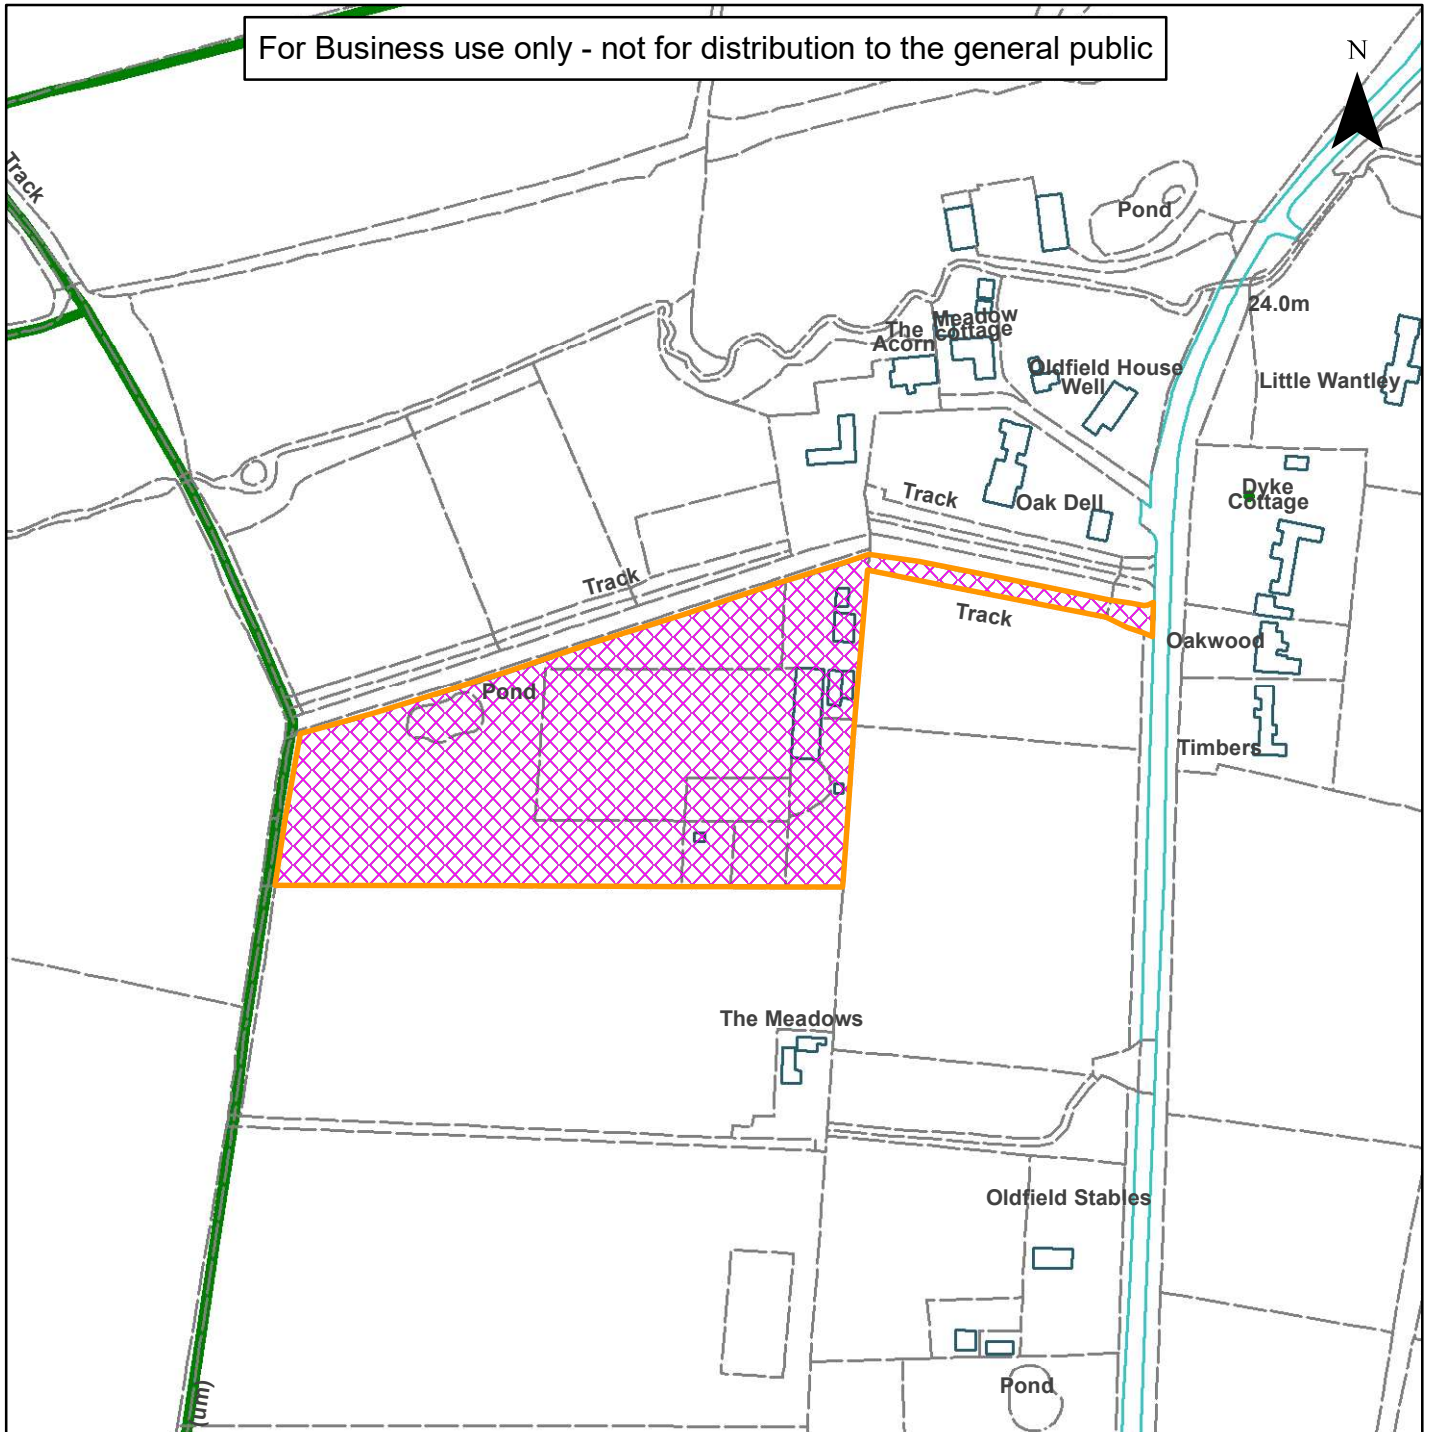 For Business use only - not for distribution to the general public
N
Track
Pond
24.0m
The
Acorn
Meadow
cottage
Oldfield House
Well
Little Wantley
Track
Oak Dell
Dyke
Cottage
Track
Track
Oakwood
Pond
Timbers
The Meadows
Oldfield Stables
Pond
(um)